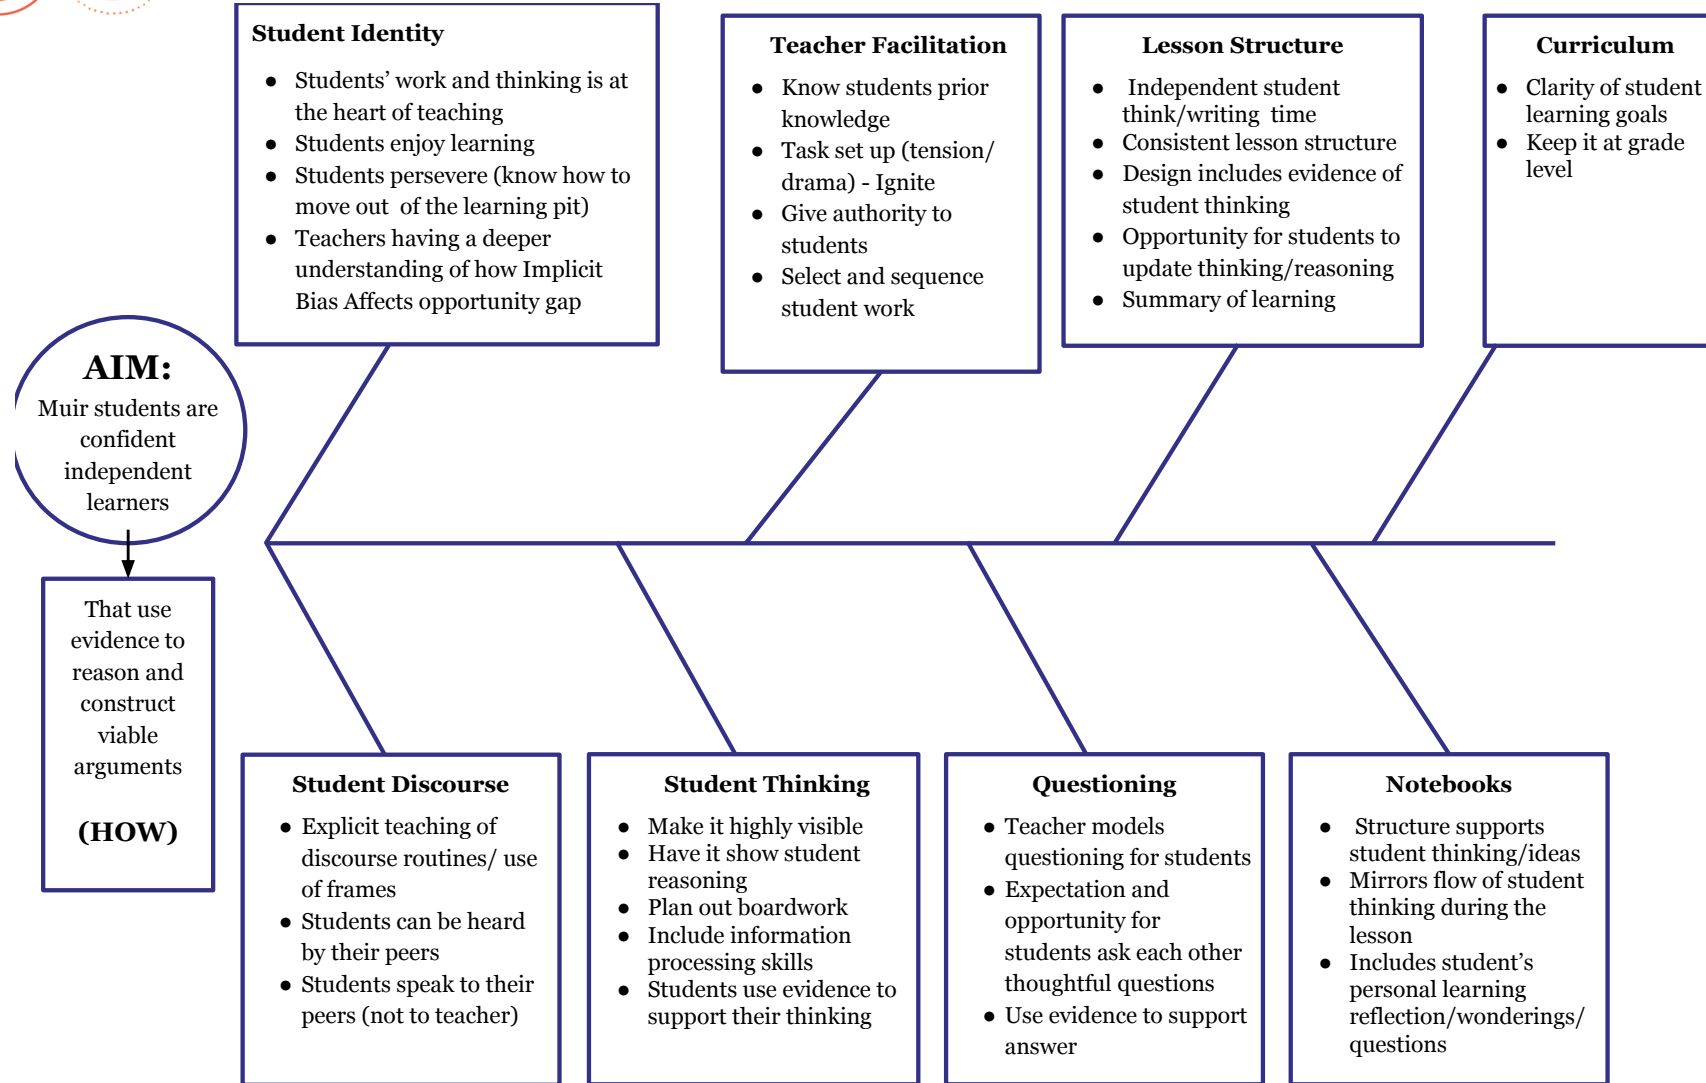 Student Identity
● Students’ work and thinking is at
the heart of teaching
● Students enjoy learning
● Students persevere (know how to
move out of the learning pit)
● Teachers having a deeper
understanding of how Implicit
Bias Affects opportunity gap
Teacher Facilitation
● Know students prior
knowledge
● Task set up (tension/
drama) - Ignite
● Give authority to
students
● Select and sequence
student work
Lesson Structure
● Independent student
think/writing time
● Consistent lesson structure
● Design includes evidence of
student thinking
● Opportunity for students to
update thinking/reasoning
● Summary of learning
Curriculum
● Clarity of student
learning goals
● Keep it at grade
level
AIM:
Muir students are
confident
independent
learners
That use
evidence to
reason and
construct
viable
arguments
(HOW)
Student Discourse
● Explicit teaching of
discourse routines/ use
of frames
● Students can be heard
by their peers
● Students speak to their
peers (not to teacher)
Student Thinking
● Make it highly visible
● Have it show student
reasoning
● Plan out boardwork
● Include information
processing skills
● Students use evidence to
support their thinking
Questioning
● Teacher models
questioning for students
● Expectation and
opportunity for
students ask each other
thoughtful questions
● Use evidence to support
answer
Notebooks
● Structure supports
student thinking/ideas
● Mirrors flow of student
thinking during the
lesson
● Includes student’s
personal learning
reflection/wonderings/
questions